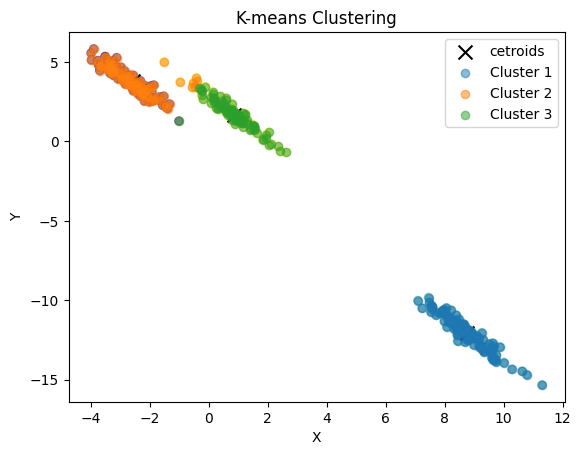 K-means Clustering
cetroids
Cluster 1
Cluster 2
Cluster 3
5
0
−5
−10
−15
Y
−4 −2 0 2 4 6 8 10 12
X